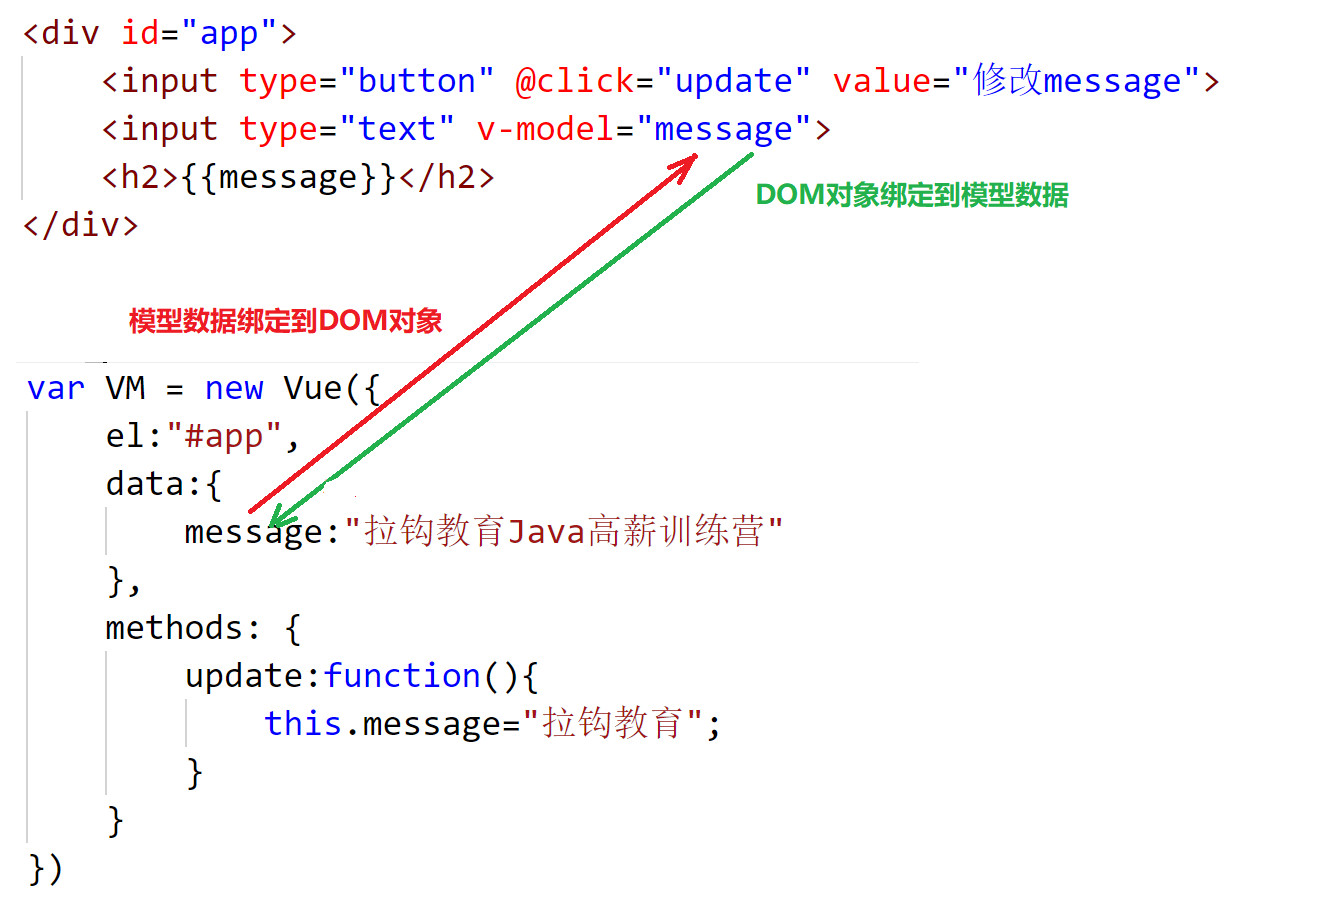 <div id="app">
<input type="button" @click="update" value="修改message">
<input type="text" v-model="message">
<h2>{{message}}</h2>
DOM对象绑定到模型数据
</div>
模型数据绑定到DOM对象
var VM = new Vue({
el:"#app",
data:{
message:"拉钩教育Java高薪训练营"
},
methods: {
update:function(){
this.message="拉钩教育";
}
}
})